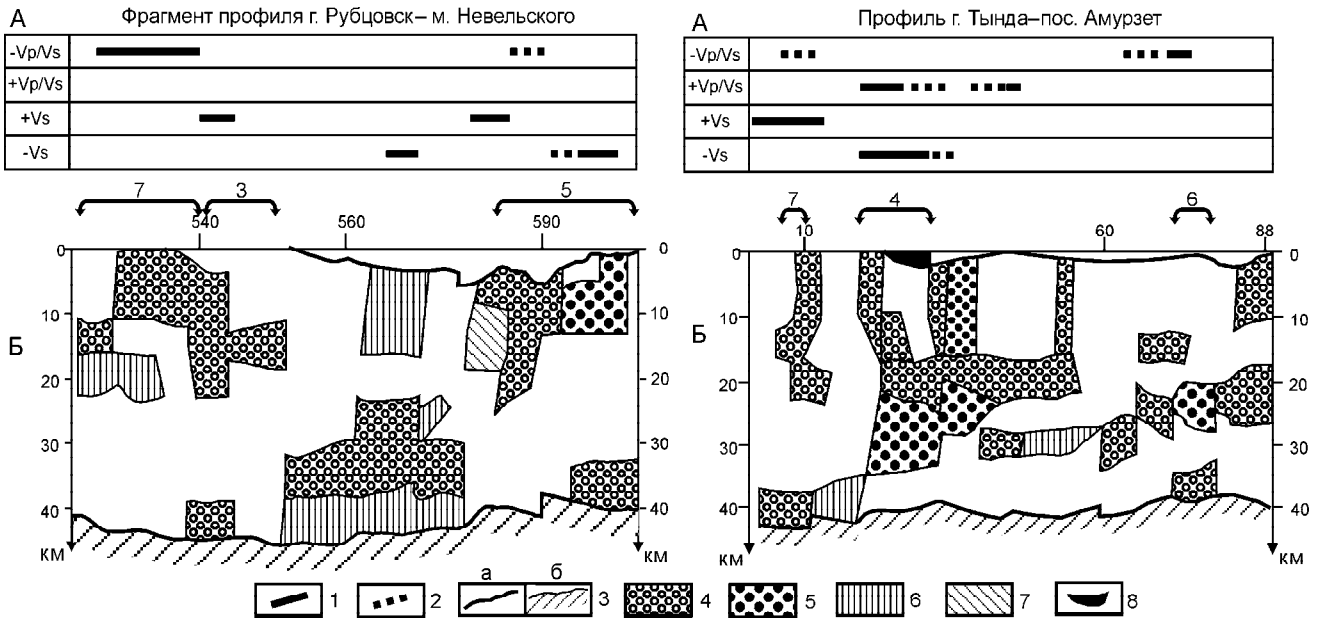 А Фрагмент профиля г. Рубцовск– м. Невельского
-Vp/Vs
+Vp/Vs
+Vs
-Vs
7 3 5
540 560 590
0 0
10 10
Б
20 20
30 30
40 40
км км
А Профиль г. Тында–пос. Амурзет
-Vp/Vs
+Vp/Vs
+Vs
-Vs
7 4 6
10 60 88
0 0
10 10
Б
20 20
30 30
40 40
км км
а б
1 2 3 4 5 6 7 8